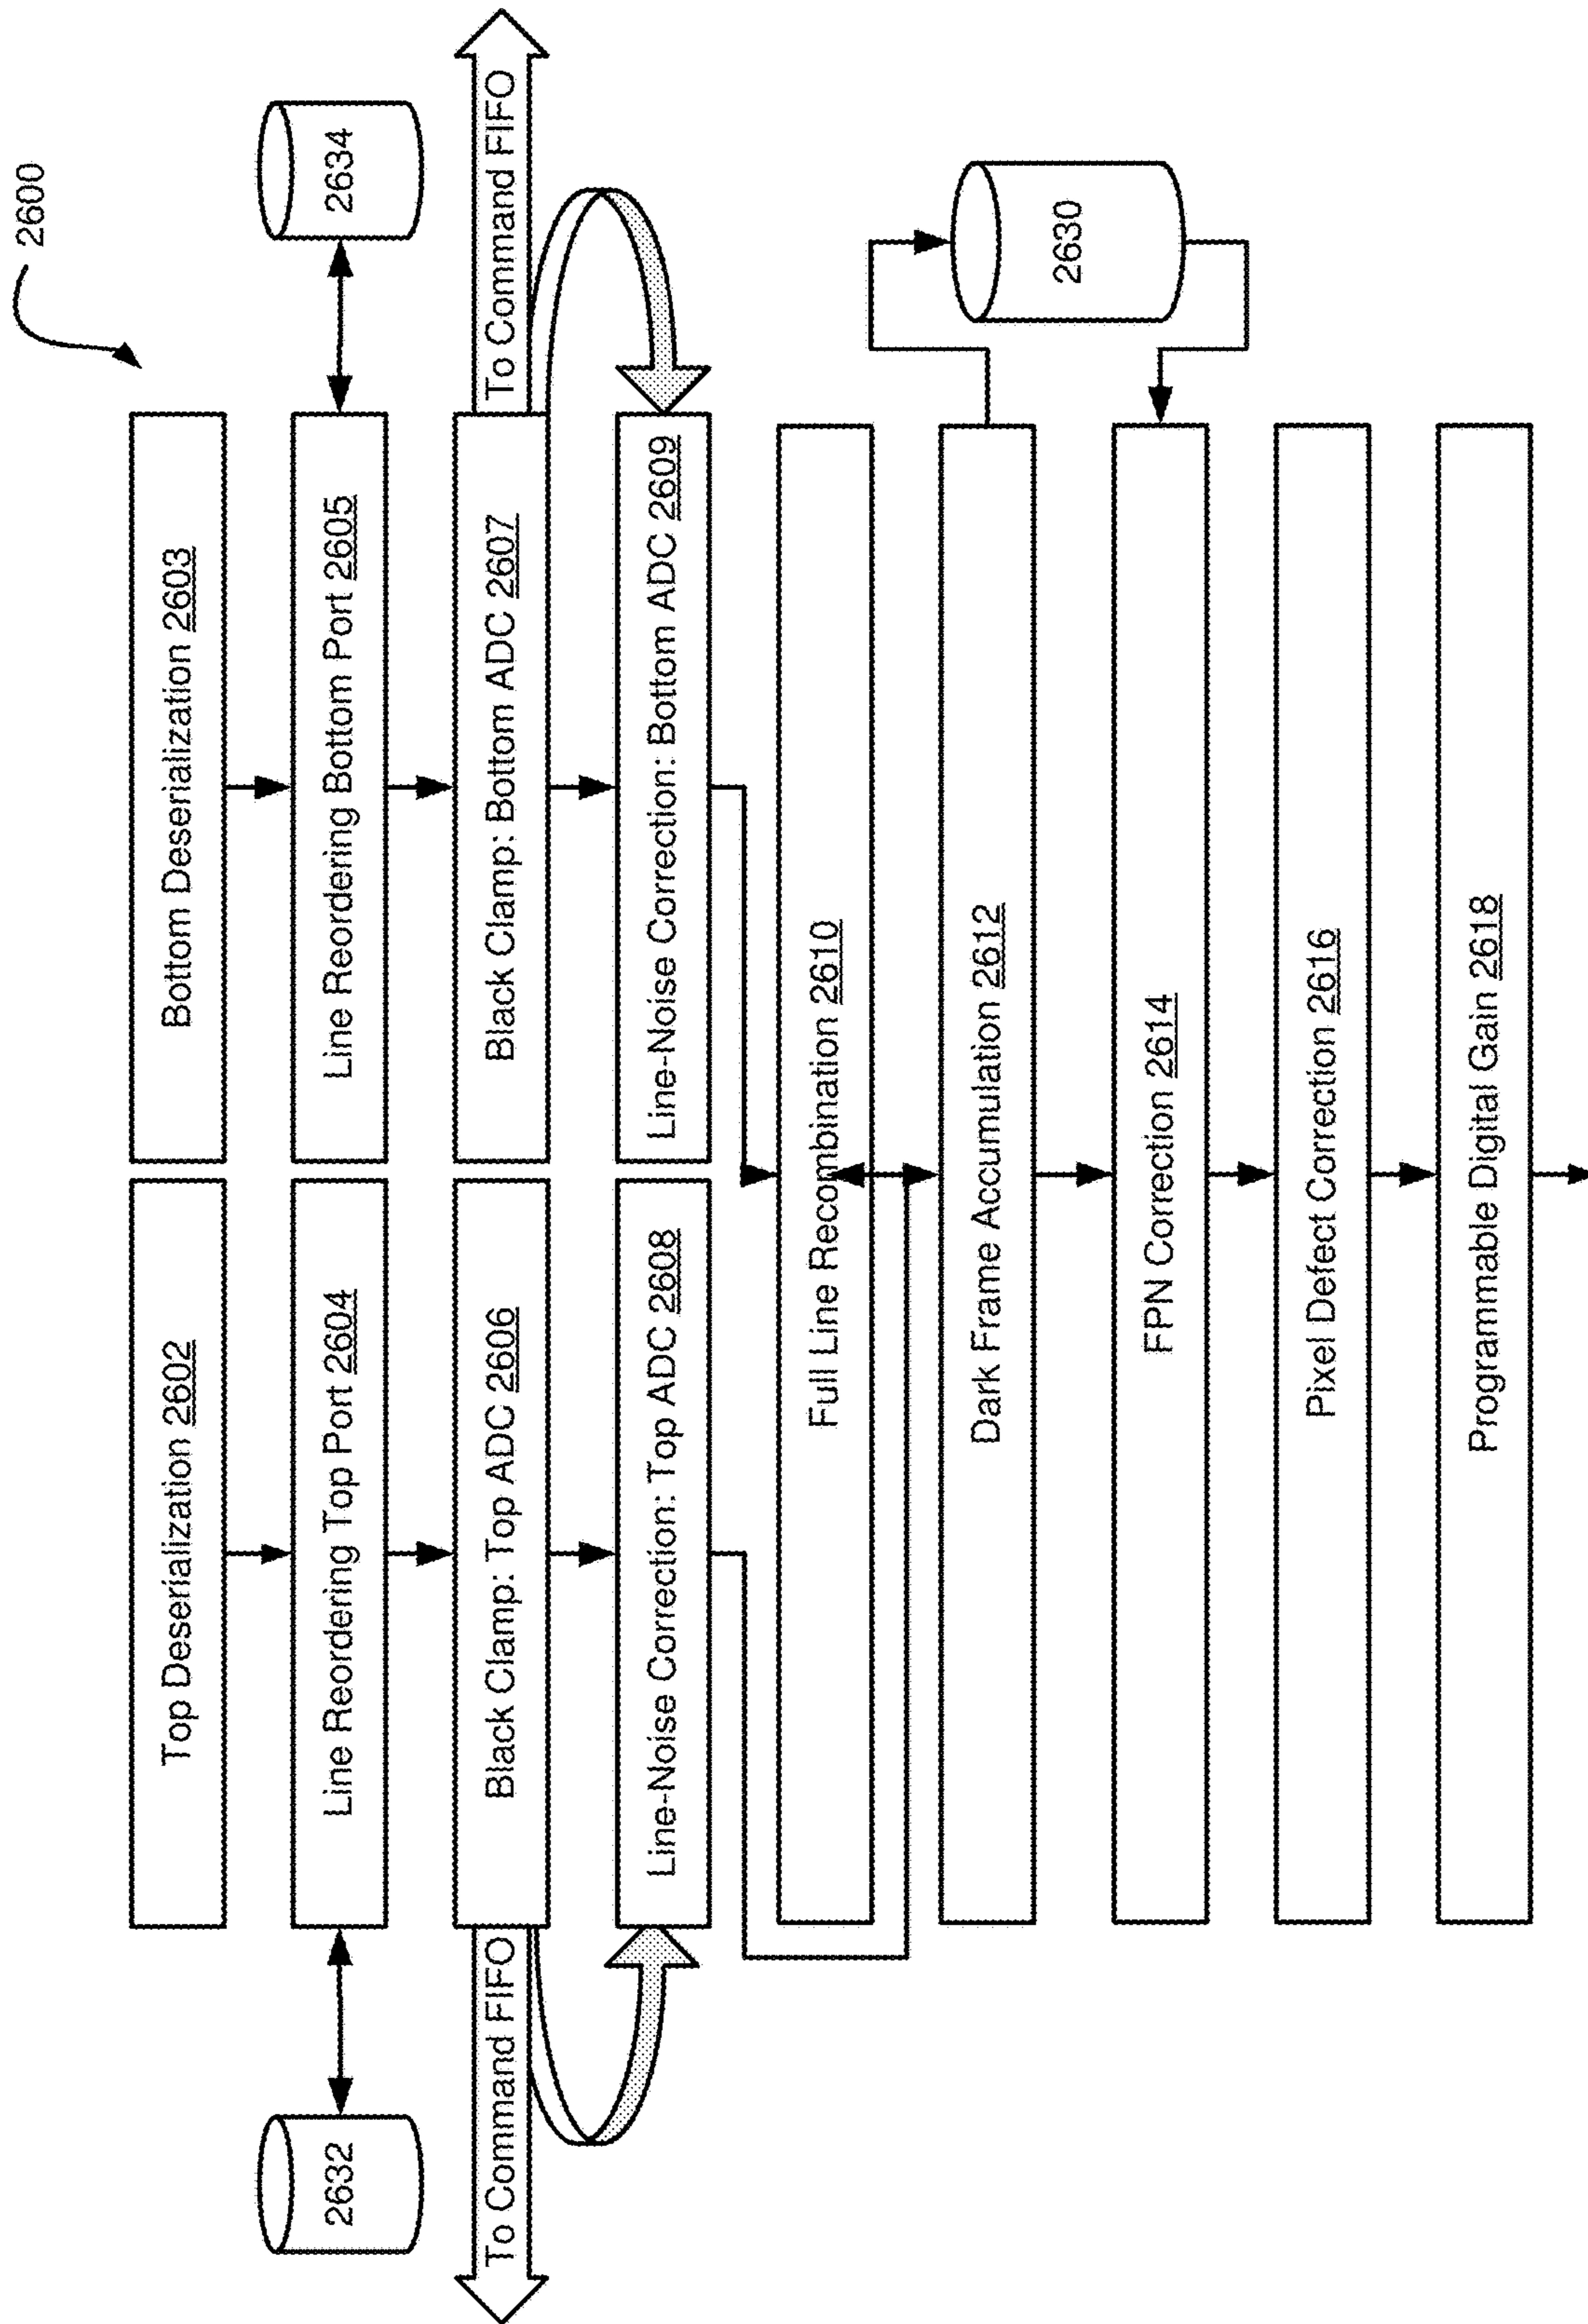 2600
Top Deserialization 2602
Bottom Deserialization 2603
2632
Line Reordering Top Port 2604
Line Reordering Bottom Port 2605
2634
To Command FIFO
Black Clamp: Top ADC 2606
Black Clamp: Bottom ADC 2607
To Command FIFO
Line-Noise Correction: Top ADC 2608
Line-Noise Correction: Bottom ADC 2609
Full Line Recombination 2610
Dark Frame Accumulation 2612
2630
FPN Correction 2614
Pixel Defect Correction 2616
Programmable Digital Gain 2618